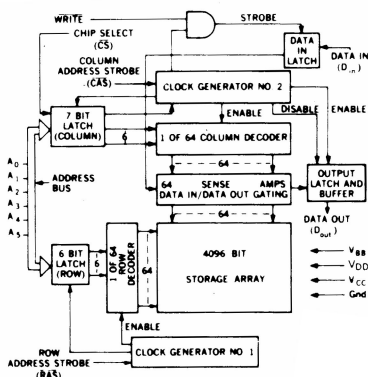 WRITE
STROBE
CHIP SELECT
(CS)
DATA
IN
LATCH
DATA IN
(Din)
COLUMN
ADDRESS STROBE
(CAS)
CLOCK GENERATOR NO 2
7 BIT
LATCH
(COLUMN)
6
ENABLE
DISABLE
ENABLE
1 OF 64 COLUMN DECODER
64
A0
A1
A2
A3
A4
A5
ADDRESS
BUS
64 SENSE AMPS
DATA IN/DATA OUT GATING
OUTPUT
LATCH AND
BUFFER
64
DATA OUT
(Dout)
6 BIT
LATCH
(ROW)
6
1 OF 64
ROW
DECODER
64
4096 BIT
STORAGE ARRAY
VBB
VDD
VCC
Gnd
ENABLE
ROW
ADDRESS STROBE
(RAS)
CLOCK GENERATOR NO 1